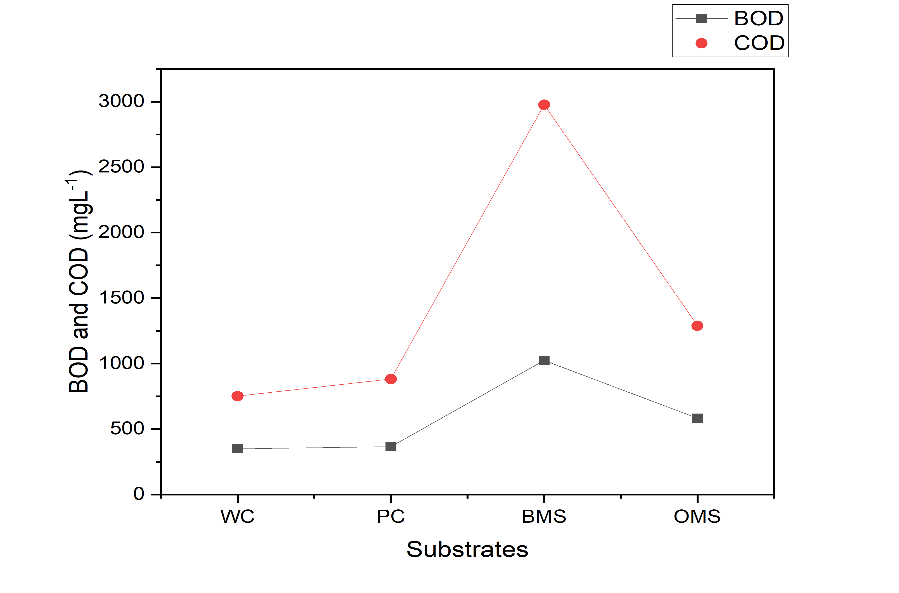 BOD
COD
3000
2500
2000
1500
1000
500
0
BOD and COD (mgL⁻¹)
WC PC BMS OMS
Substrates